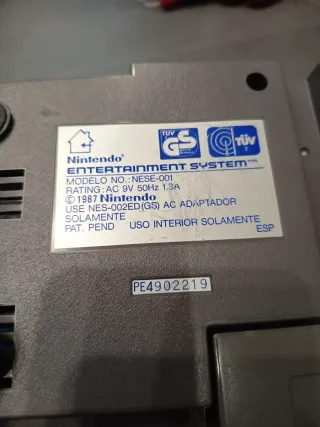 TÜV
GS
TÜV
Nintendo®
ENTERTAINMENT SYSTEM™
MODELO NO.: NESE-001
RATING: AC 9V 50Hz 1.3A
©1987 Nintendo
USE NES-002ED(GS) AC ADAPTADOR
SOLAMENTE
PAT. PEND USO INTERIOR SOLAMENTE
ESP
PE4902219